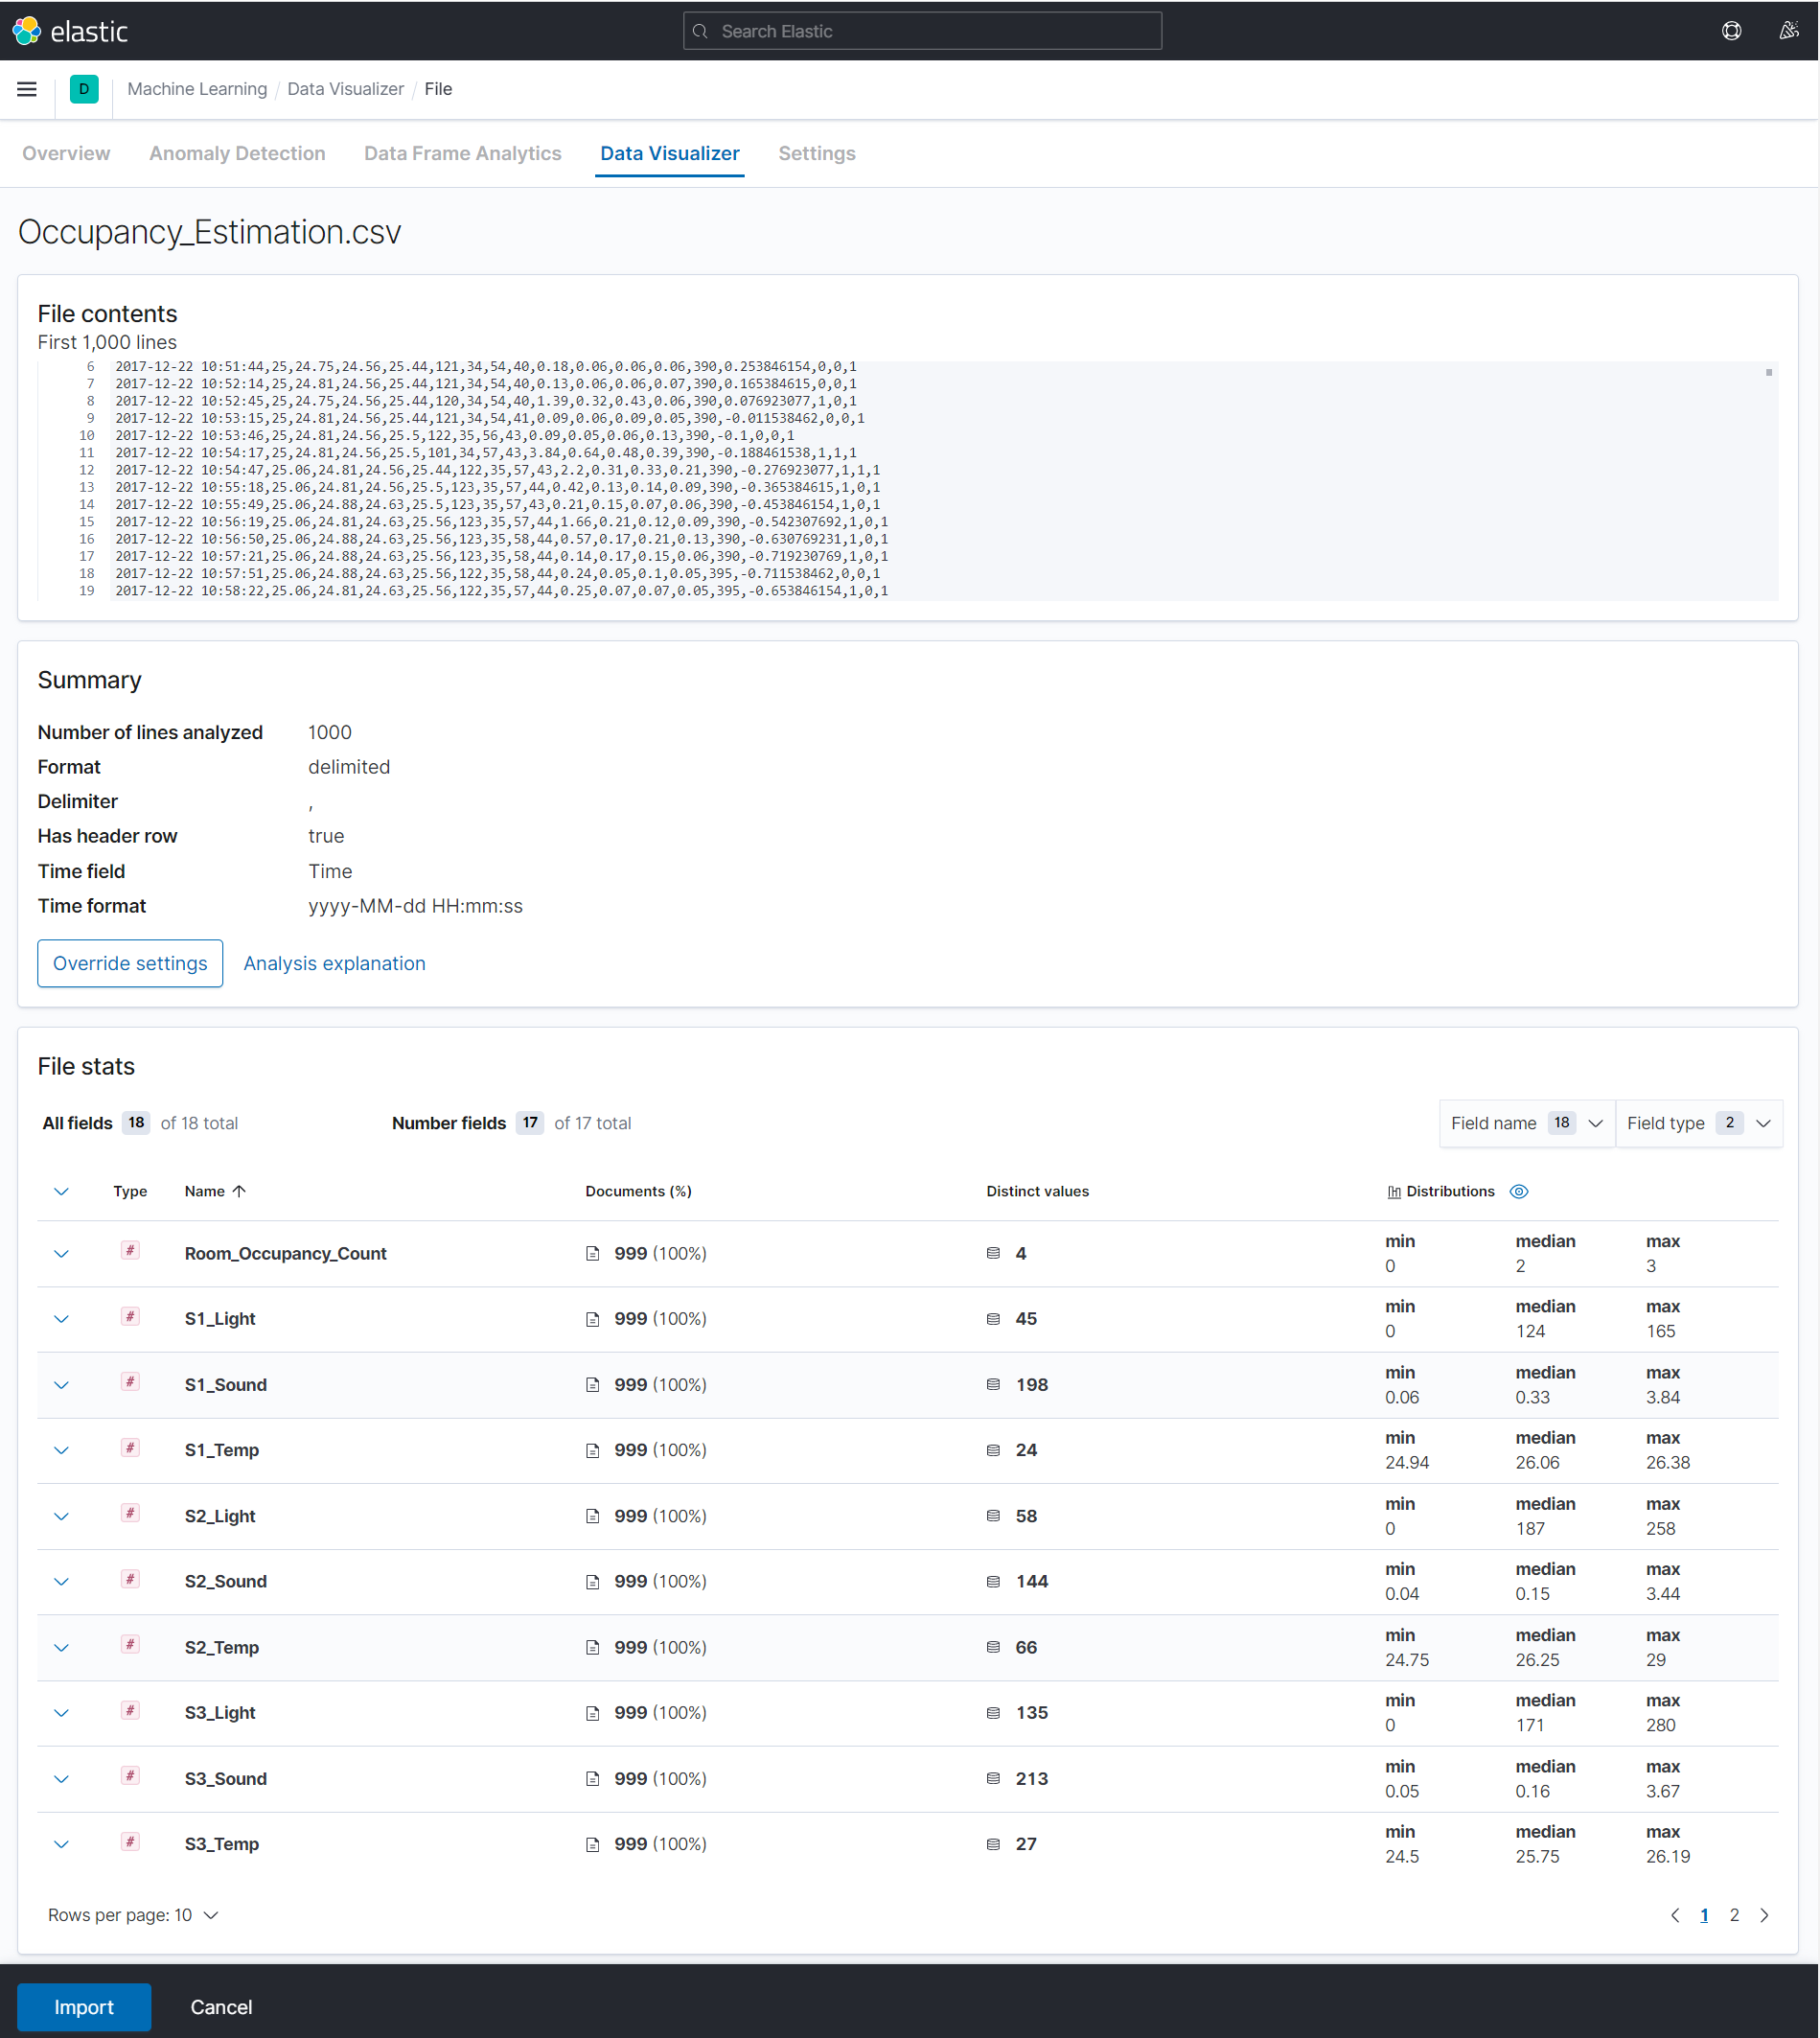 elastic
Search Elastic
D
Machine Learning / Data Visualizer / File
Overview Anomaly Detection Data Frame Analytics Data Visualizer Settings
Occupancy_Estimation.csv
File contents
First 1,000 lines
6 2017-12-22 10:51:44,25,24.75,24.56,25.44,121,34,54,40,0.18,0.06,0.06,0.06,390,0.253846154,0,0,1
7 2017-12-22 10:52:14,25,24.81,24.56,25.44,121,34,54,40,0.13,0.06,0.06,0.07,390,0.165384615,0,0,1
8 2017-12-22 10:52:45,25,24.75,24.56,25.44,120,34,54,40,1.39,0.32,0.43,0.06,390,0.076923077,1,0,1
9 2017-12-22 10:53:15,25,24.81,24.56,25.44,121,34,54,41,0.09,0.06,0.09,0.05,390,-0.011538462,0,0,1
10 2017-12-22 10:53:46,25,24.81,24.56,25.5,122,35,56,43,0.09,0.05,0.06,0.13,390,-0.1,0,0,1
11 2017-12-22 10:54:17,25,24.81,24.56,25.5,101,34,57,43,3.84,0.64,0.48,0.39,390,-0.188461538,1,1,1
12 2017-12-22 10:54:47,25.06,24.81,24.56,25.44,122,35,57,43,2.2,0.31,0.33,0.21,390,-0.276923077,1,1,1
13 2017-12-22 10:55:18,25.06,24.81,24.56,25.5,123,35,57,44,0.42,0.13,0.14,0.09,390,-0.365384615,1,0,1
14 2017-12-22 10:55:49,25.06,24.88,24.63,25.5,123,35,57,43,0.21,0.15,0.07,0.06,390,-0.453846154,1,0,1
15 2017-12-22 10:56:19,25.06,24.81,24.63,25.56,123,35,57,44,1.66,0.21,0.12,0.09,390,-0.542307692,1,0,1
16 2017-12-22 10:56:50,25.06,24.88,24.63,25.56,123,35,58,44,0.57,0.17,0.21,0.13,390,-0.630769231,1,0,1
17 2017-12-22 10:57:21,25.06,24.88,24.63,25.56,123,35,58,44,0.14,0.17,0.15,0.06,390,-0.719230769,1,0,1
18 2017-12-22 10:57:51,25.06,24.88,24.63,25.56,122,35,58,44,0.24,0.05,0.1,0.05,395,-0.711538462,0,0,1
19 2017-12-22 10:58:22,25.06,24.81,24.63,25.56,122,35,57,44,0.25,0.07,0.07,0.05,395,-0.653846154,1,0,1
Summary
Number of lines analyzed 1000
Format delimited
Delimiter ,
Has header row true
Time field Time
Time format yyyy-MM-dd HH:mm:ss
Override settings Analysis explanation
File stats
All fields 18 of 18 total Number fields 17 of 17 total Field name 18 Field type 2
Type Name Documents (%) Distinct values Distributions
min median max
# Room_Occupancy_Count 999 (100%) 4
0 2 3
min median max
# S1_Light 999 (100%) 45
0 124 165
min median max
# S1_Sound 999 (100%) 198
0.06 0.33 3.84
min median max
# S1_Temp 999 (100%) 24
24.94 26.06 26.38
min median max
# S2_Light 999 (100%) 58
0 187 258
min median max
# S2_Sound 999 (100%) 144
0.04 0.15 3.44
min median max
# S2_Temp 999 (100%) 66
24.75 26.25 29
min median max
# S3_Light 999 (100%) 135
0 171 280
min median max
# S3_Sound 999 (100%) 213
0.05 0.16 3.67
min median max
# S3_Temp 999 (100%) 27
24.5 25.75 26.19
Rows per page: 10 1 2
Import Cancel